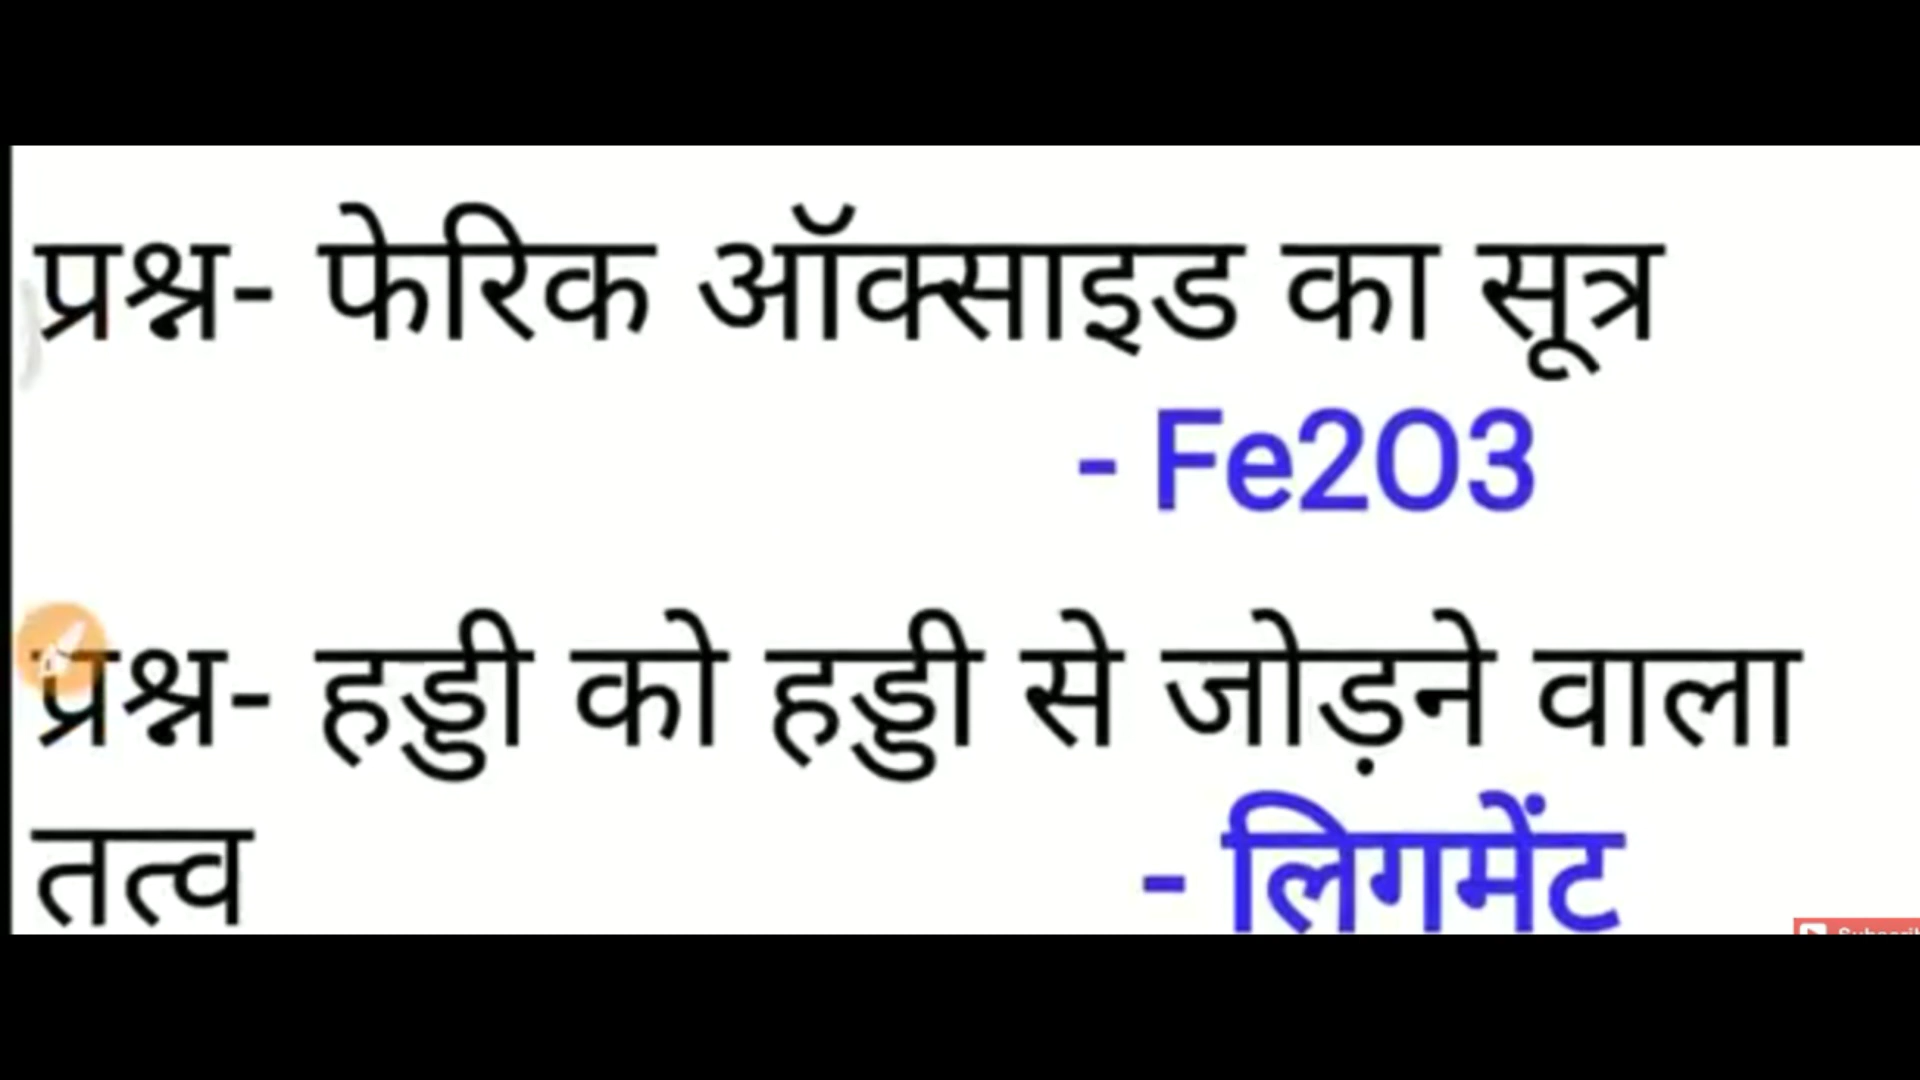 प्रश्न- फेरिक ऑक्साइड का सूत्र
- Fe2O3
प्रश्न- हड्डी को हड्डी से जोड़ने वाला
तत्व - लिगमेंट